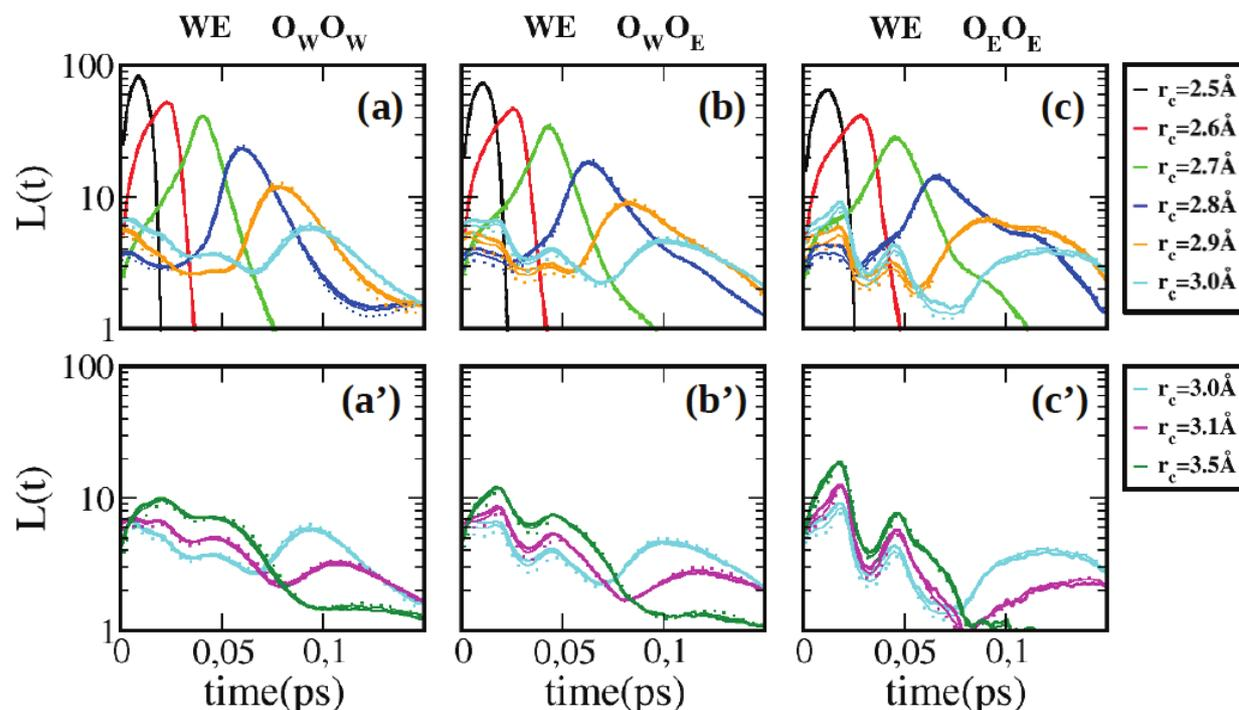 WE O_WO_W WE O_WO_E WE O_EO_E
100
10
1
L(t)
(a)
(b)
(c)
r_c=2.5Å
r_c=2.6Å
r_c=2.7Å
r_c=2.8Å
r_c=2.9Å
r_c=3.0Å
100
10
1
L(t)
(a’)
(b’)
(c’)
r_c=3.0Å
r_c=3.1Å
r_c=3.5Å
0 0,05 0,1 0 0,05 0,1 0 0,05 0,1
time(ps) time(ps) time(ps)